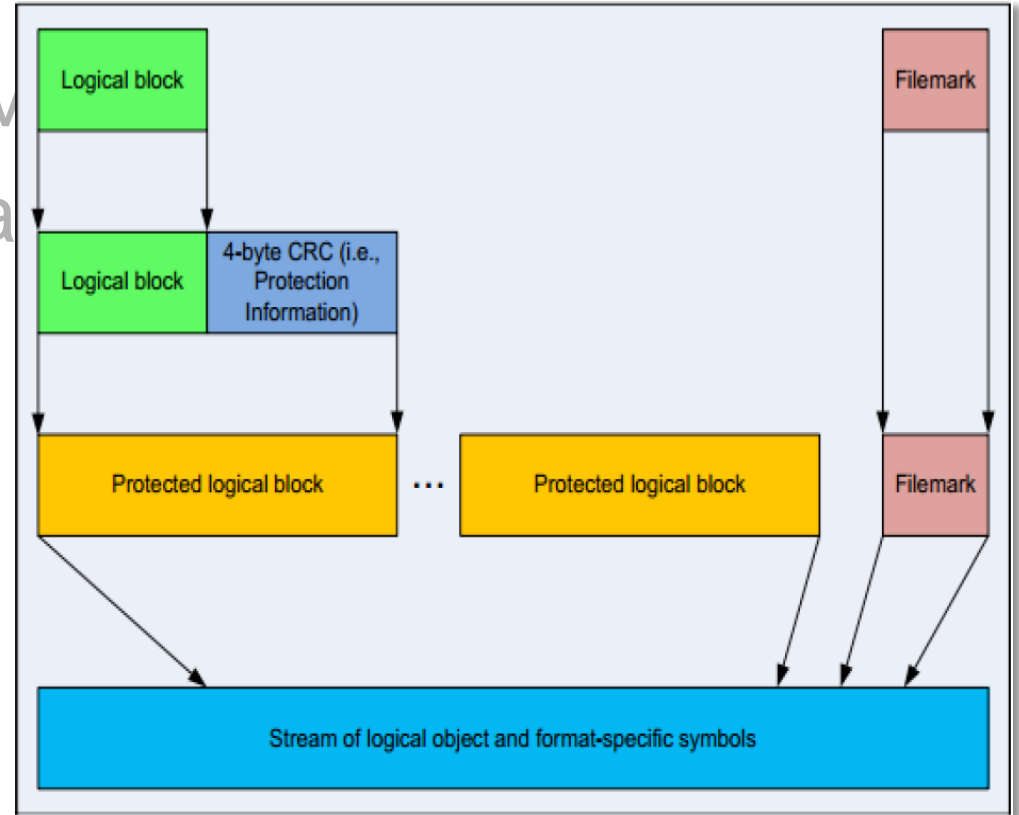 Logical block
Filemark
Logical block
4-byte CRC (i.e.,
Protection
Information)
Protected logical block
...
Protected logical block
Filemark
Stream of logical object and format-specific symbols